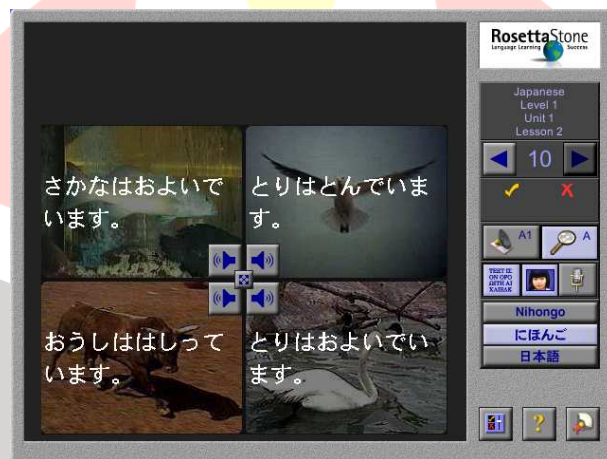 RosettaStone
Language Learning Success
Japanese
Level 1
Unit 1
Lesson 2
10
さかなはおよいで
います。
とりはとんでいま
す。
おうしははしって
います。
とりはおよいでい
ます。
A1
A
Nihongo
にほんご
日本語
?